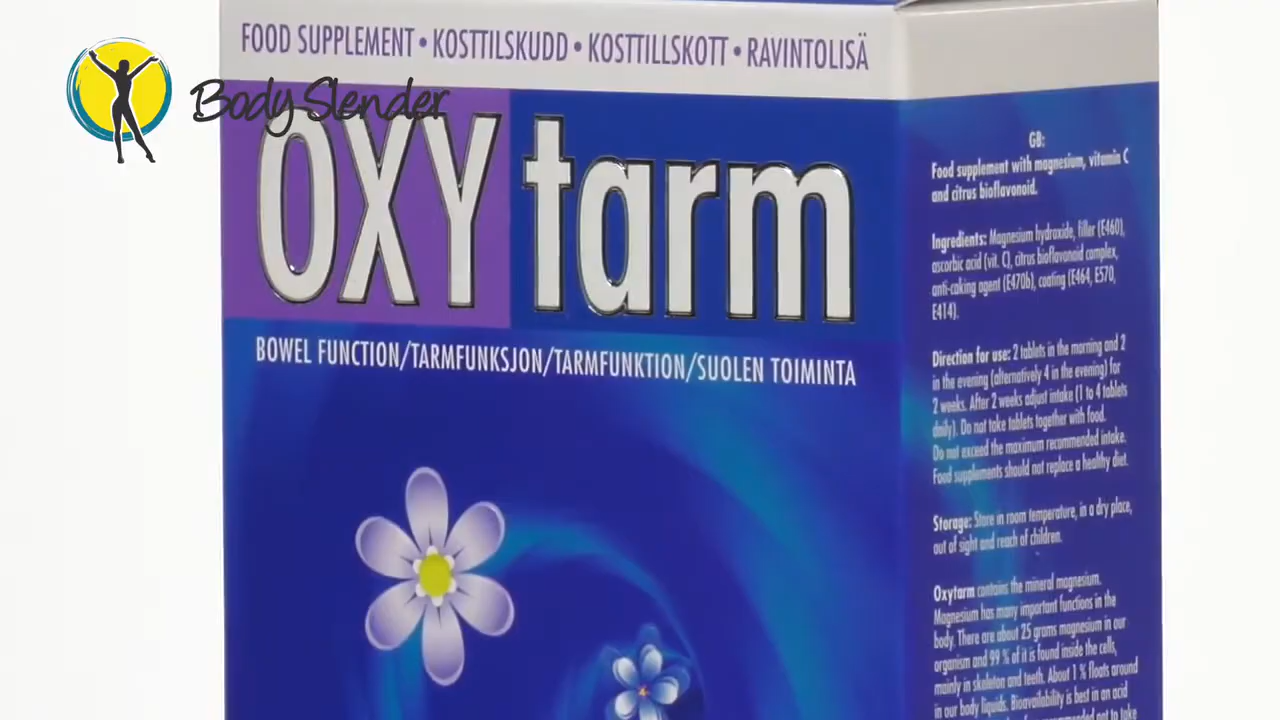 FOOD SUPPLEMENT • KOSTTILSKUDD • KOSTTILLSKOTT • RAVINTOLISÄ
Body Slender
OXY tarm
BOWEL FUNCTION/TARMFUNKSJON/TARMFUNKTION/SUOLEN TOIMINTA
GB:
Food supplement with magnesium, vitamin C
and citrus bioflavonoid.
Ingredients: Magnesium hydroxide, filler (E460),
ascorbic acid (vit. C), citrus bioflavonoid complex,
anti-caking agent (E470b), coating (E464, E570,
E414).
Direction for use: 2 tablets in the morning and 2
in the evening (alternatively 4 in the evening) for
2 weeks. After 2 weeks adjust intake (1 to 4 tablets
daily). Do not take tablets together with food.
Do not exceed the maximum recommended intake.
Food supplements should not replace a healthy diet.
Storage: Store in room temperature, in a dry place,
out of sight and reach of children.
Oxytarm contains the mineral magnesium.
Magnesium has many important functions in the
body. There are about 25 grams magnesium in our
organism and 99 % of it is found inside the cells,
mainly in skeleton and teeth. About 1 % floats around
in our body liquids. Bioavailability is best in an acid
not to take